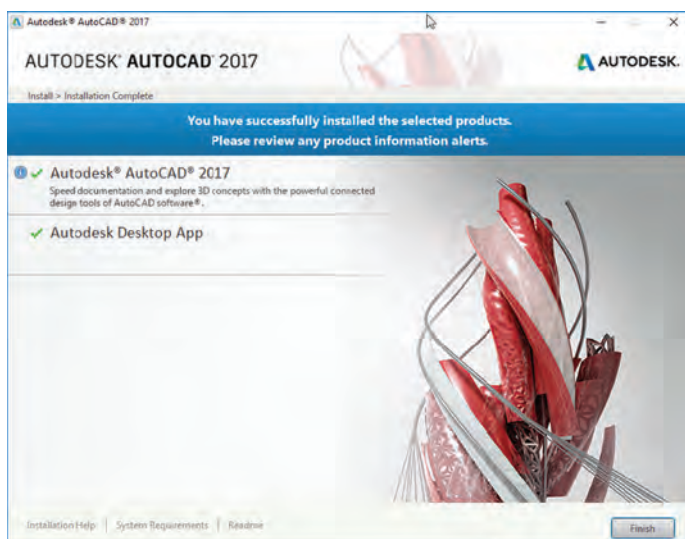 Autodesk® AutoCAD® 2017
AUTODESK® AUTOCAD® 2017
AUTODESK.
Install > Installation Complete
You have successfully installed the selected products.
Please review any product information alerts.
Autodesk® AutoCAD® 2017
Speed documentation and explore 3D concepts with the powerful connected
design tools of AutoCAD software®.
Autodesk Desktop App
Installation Help | System Requirements | Readme
Finish